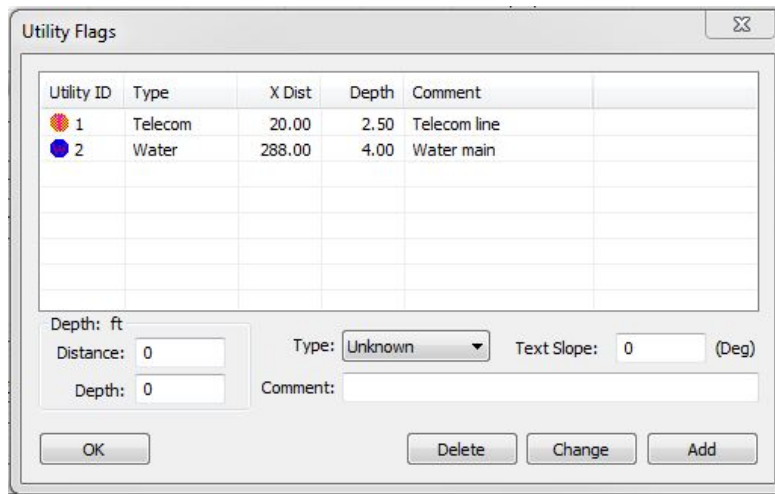 Utility Flags
Utility ID Type X Dist Depth Comment
1 Telecom 20.00 2.50 Telecom line
2 Water 288.00 4.00 Water main
Depth: ft
Distance: 0 Type: Unknown Text Slope: 0 (Deg)
Depth: 0 Comment:
OK Delete Change Add